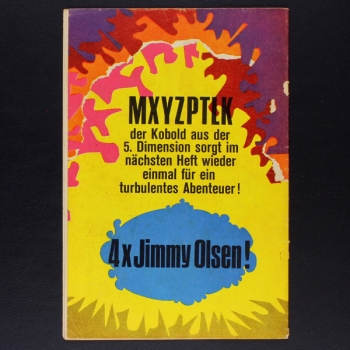 MXYZPTLK
der Kobold aus der
5. Dimension sorgt im
nächsten Heft wieder
einmal für ein
turbulentes Abenteuer!
4x Jimmy Olsen!